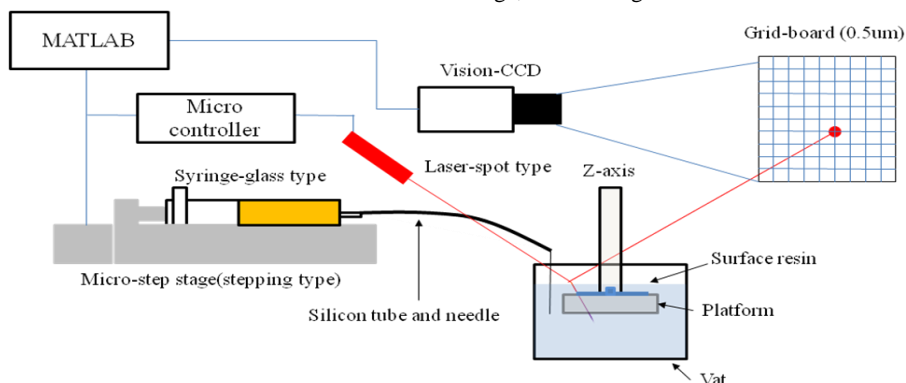 MATLAB
Grid-board (0.5um)
Vision-CCD
Micro
controller
Laser-spot type
Syringe-glass type
Z-axis
Surface resin
Micro-step stage(stepping type)
Silicon tube and needle
Platform
Vat